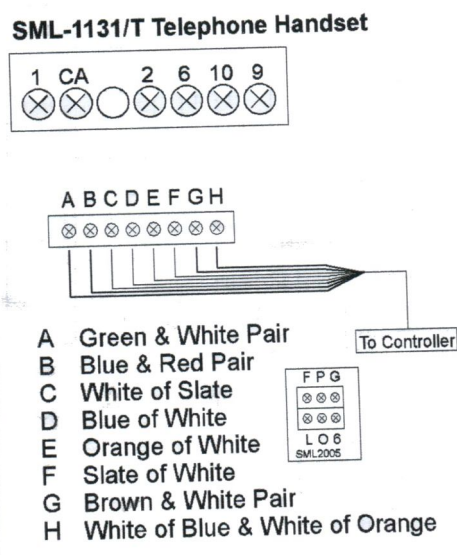 SML-1131/T Telephone Handset
1 CA 2 6 10 9
A B C D E F G H
To Controller
A Green & White Pair
B Blue & Red Pair
C White of Slate
D Blue of White
E Orange of White
F Slate of White
G Brown & White Pair
H White of Blue & White of Orange
F P G
L O 6
SML2005